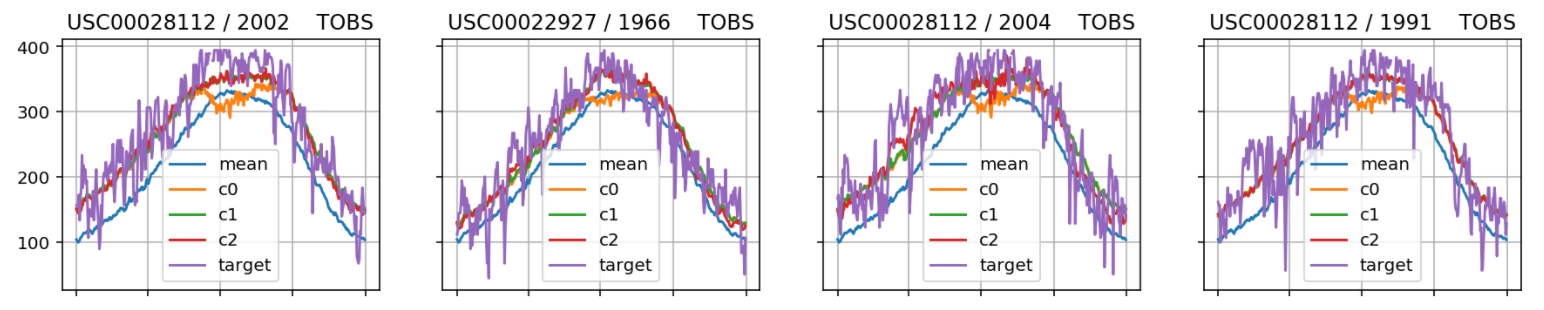 USC00028112 / 2002 TOBS
400
300
200
100
mean
c0
c1
c2
target
USC00022927 / 1966 TOBS
mean
c0
c1
c2
target
USC00028112 / 2004 TOBS
mean
c0
c1
c2
target
USC00028112 / 1991 TOBS
mean
c0
c1
c2
target